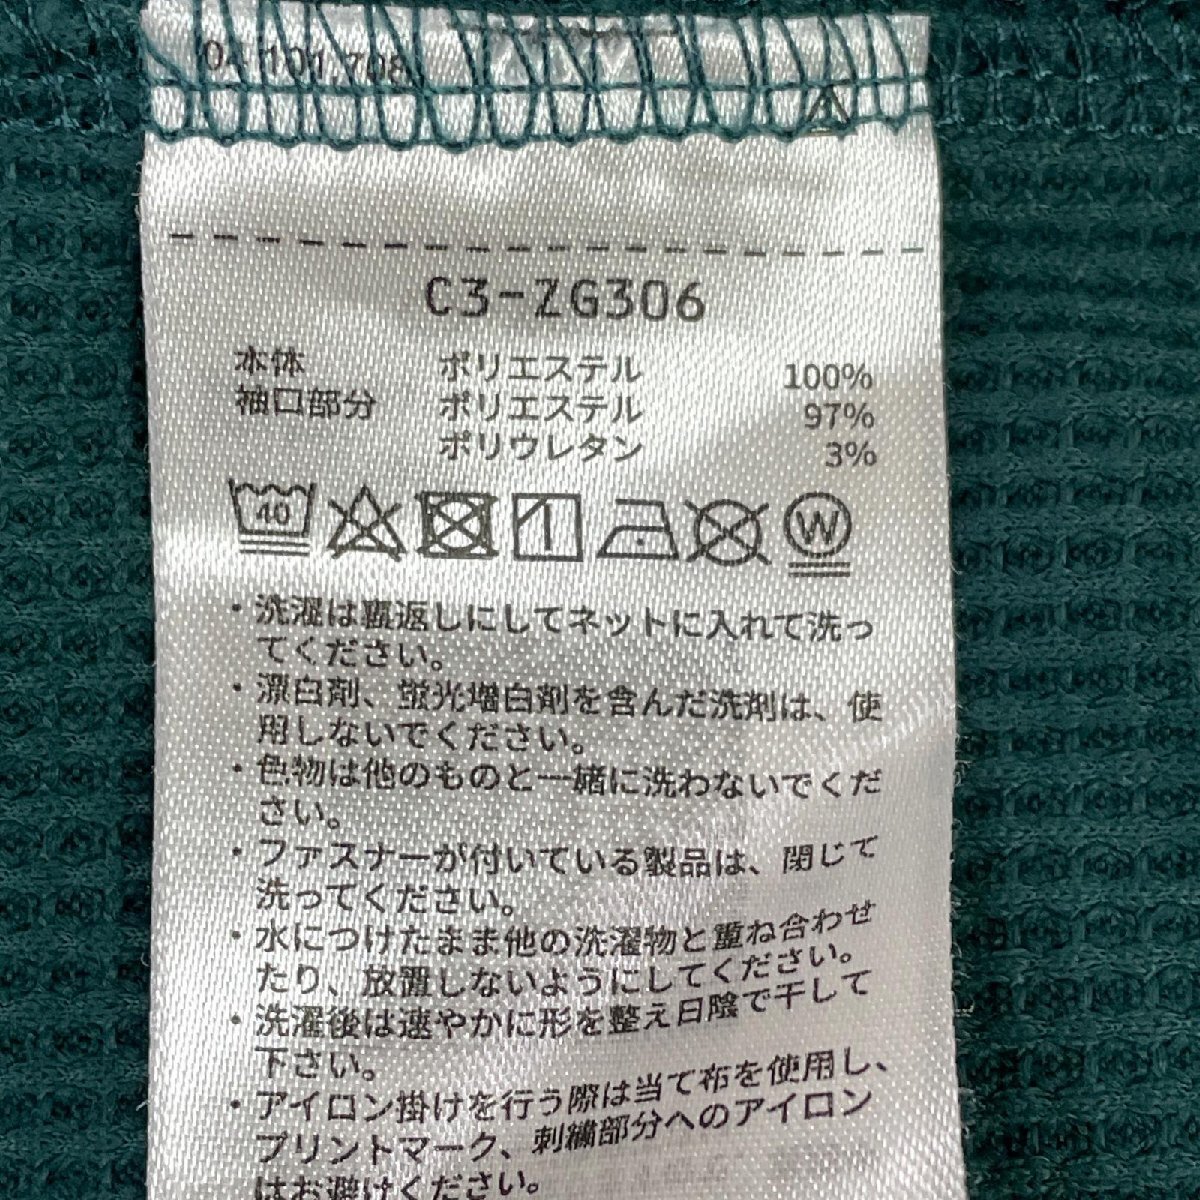 04 101 708
C3-ZG306
本体 ポリエステル 100%
袖口部分 ポリエステル 97%
ポリウレタン 3%
40 W
・洗濯は裏返しにしてネットに入れて洗っ
てください。
・漂白剤、蛍光増白剤を含んだ洗剤は、使
用しないでください。
・色物は他のものと一緒に洗わないでくだ
さい。
・ファスナーが付いている製品は、閉じて
洗ってください。
・水につけたまま他の洗濯物と重ね合わせ
たり、放置しないようにしてください。
・洗濯後は速やかに形を整え日陰で干して
下さい。
・アイロン掛けを行う際は当て布を使用し、
プリントマーク、刺繍部分へのアイロン
はお避けください。